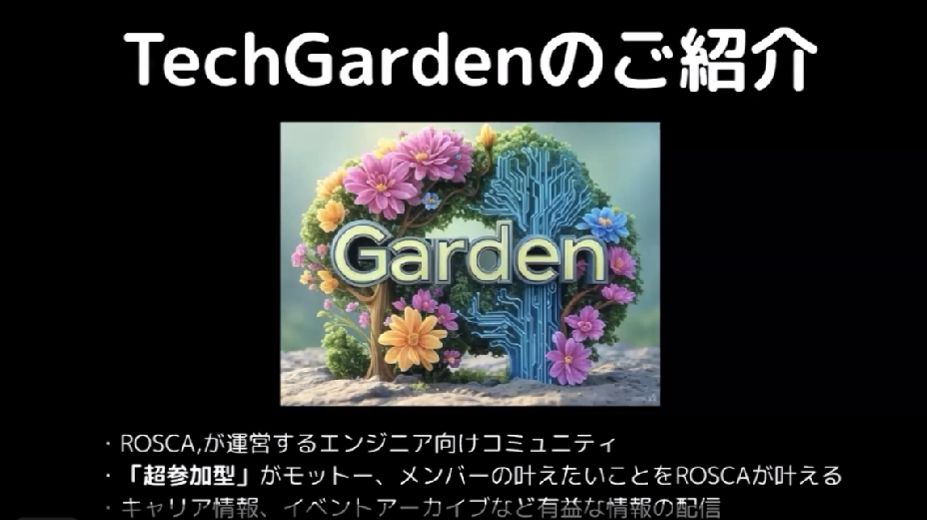 TechGardenのご紹介
Garden
・ROSCA,が運営するエンジニア向けコミュニティ
・「超参加型」がモットー、メンバーの叶えたいことをROSCAが叶える
・キャリア情報、イベントアーカイブなど有益な情報の配信